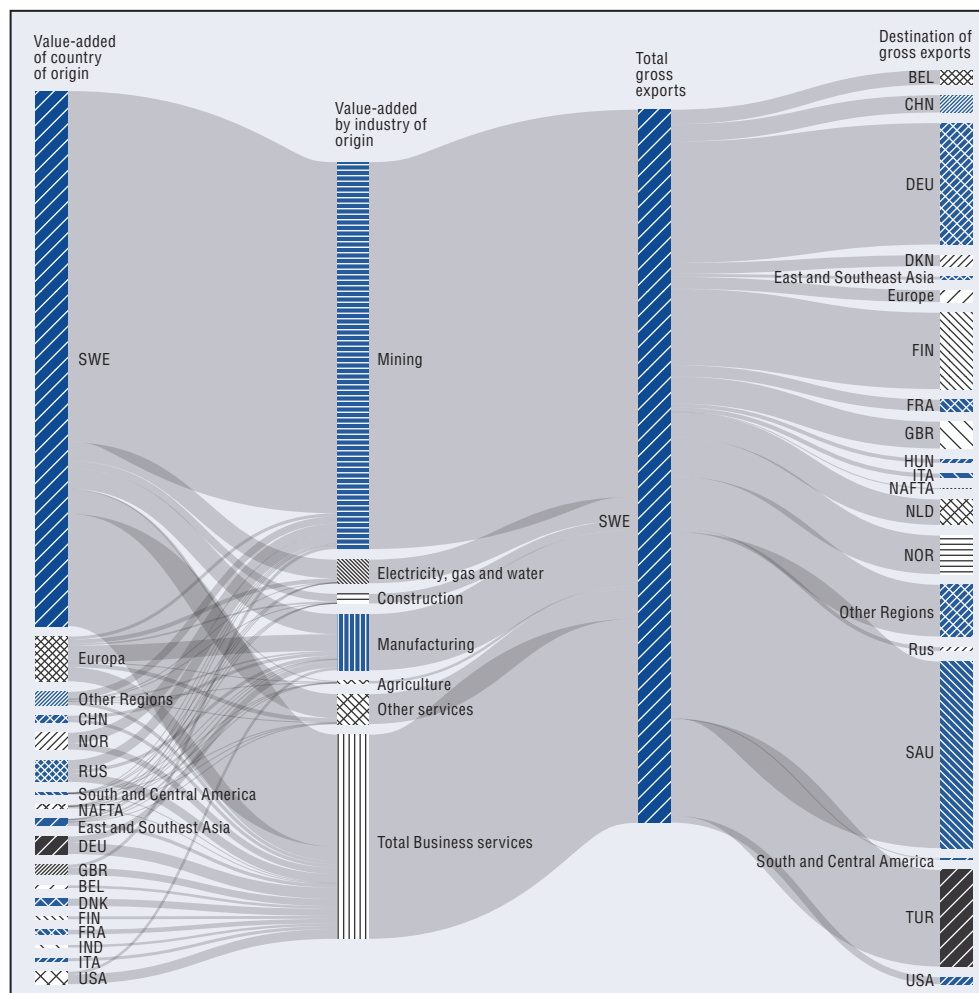 Value-added
of country
of origin
SWE
Europa
Other Regions
CHN
NOR
RUS
South and Central America
NAFTA
East and Southest Asia
DEU
GBR
BEL
DNK
FIN
FRA
IND
ITA
USA
Value-added
by industry of
origin
Mining
Electricity, gas and water
Construction
Manufacturing
Agriculture
Other services
Total Business services
Total
gross
exports
SWE
Destination of
gross exports
BEL
CHN
DEU
DKN
East and Southeast Asia
Europe
FIN
FRA
GBR
HUN
ITA
NAFTA
NLD
NOR
Other Regions
Rus
SAU
South and Central America
TUR
USA